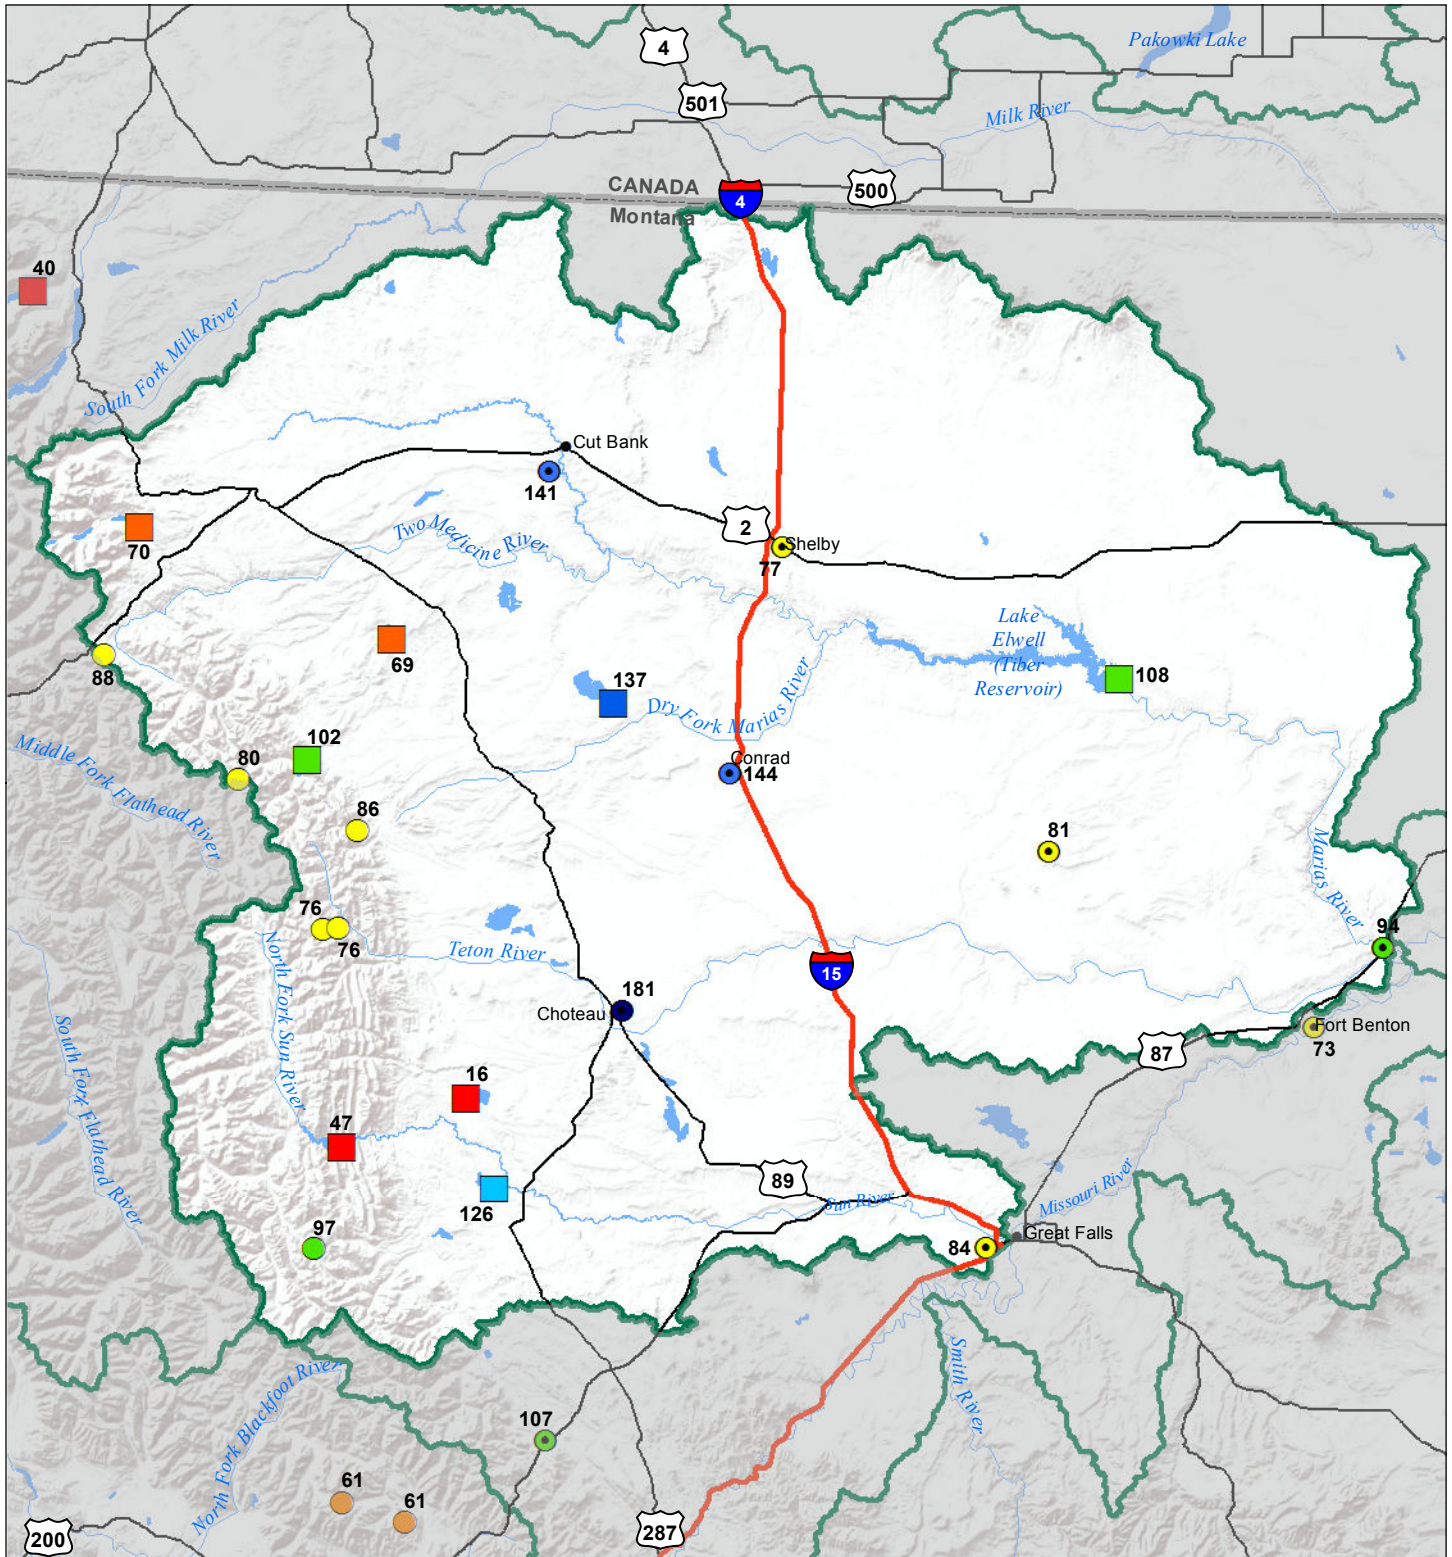 4
Pakowki Lake
501
Milk River
CANADA
500
4
Montana
40
South Fork Milk River
Cut Bank
141
Two Medicine River
2
Shelby
77
70
Lake
Elwell
(Tiber
Reservoir)
69
88
137
108
Dry Fork Marias River
102
80
Middle Fork Flathead River
Conrad
144
86
81
Marias River
76
76
94
North Fork Sun River
Teton River
15
181
Choteau
Fort Benton
73
87
South Fork Flathead River
16
47
89
Missouri River
126
Sun River
97
84
Great Falls
Smith River
North Fork Blackfoot River
107
61
61
200
287